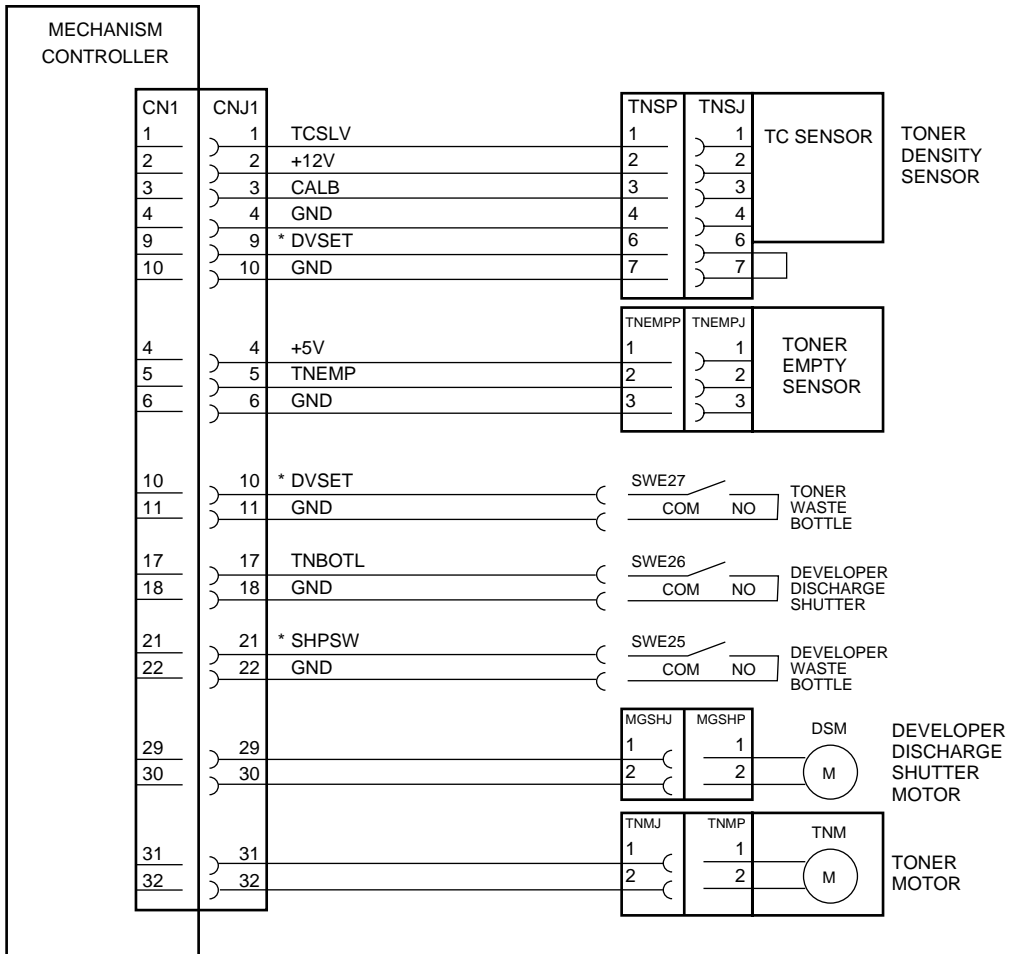 MECHANISM
CONTROLLER
CN1 CNJ1 TNSP TNSJ
1 1 TCSLV 1 1 TC SENSOR TONER
2 2 +12V 2 2 DENSITY
3 3 CALB 3 3 SENSOR
4 4 GND 4 4
9 9 * DVSET 6 6
10 10 GND 7 7
TNEMPP TNEMPJ
4 4 +5V 1 1 TONER
5 5 TNEMP 2 2 EMPTY
6 6 GND 3 3 SENSOR
10 10 * DVSET SWE27 TONER
11 11 GND COM NO WASTE
BOTTLE
17 17 TNBOTL SWE26 DEVELOPER
18 18 GND COM NO DISCHARGE
SHUTTER
21 21 * SHPSW SWE25 DEVELOPER
22 22 GND COM NO WASTE
BOTTLE
MGSHJ MGSHP DSM DEVELOPER
29 29 1 1 DISCHARGE
30 30 2 2 M SHUTTER
MOTOR
TNMJ TNMP TNM
31 31 1 1 TONER
32 32 2 2 M MOTOR